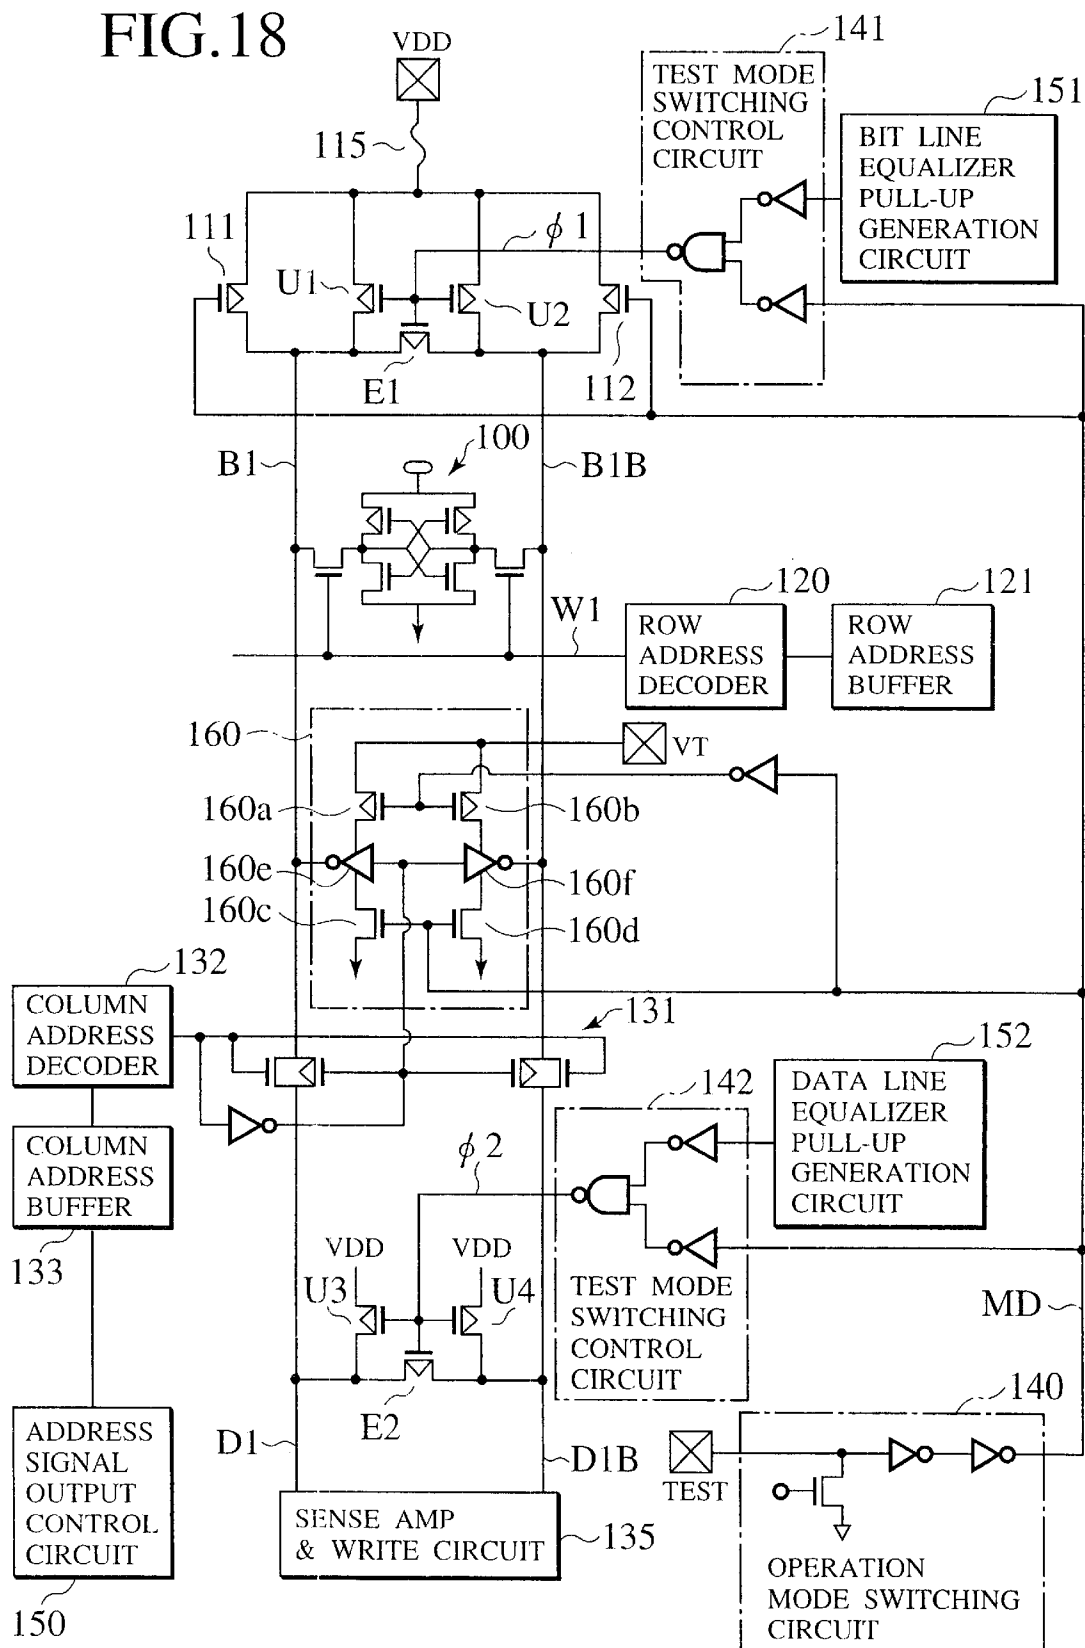 FIG.18
VDD
141
TEST MODE
SWITCHING
CONTROL
CIRCUIT
151
BIT LINE
EQUALIZER
PULL-UP
GENERATION
CIRCUIT
115
111
ϕ1
U1
U2
E1
112
100
B1
B1B
120
121
W1
ROW
ADDRESS
DECODER
ROW
ADDRESS
BUFFER
160
VT
160a
160b
160e
160f
160c
160d
132
COLUMN
ADDRESS
DECODER
131
152
DATA LINE
EQUALIZER
PULL-UP
GENERATION
CIRCUIT
142
COLUMN
ADDRESS
BUFFER
133
ϕ2
VDD
VDD
U3
U4
TEST MODE
SWITCHING
CONTROL
CIRCUIT
MD
E2
140
ADDRESS
SIGNAL
OUTPUT
CONTROL
CIRCUIT
150
D1
D1B
TEST
SENSE AMP
& WRITE CIRCUIT
135
OPERATION
MODE SWITCHING
CIRCUIT